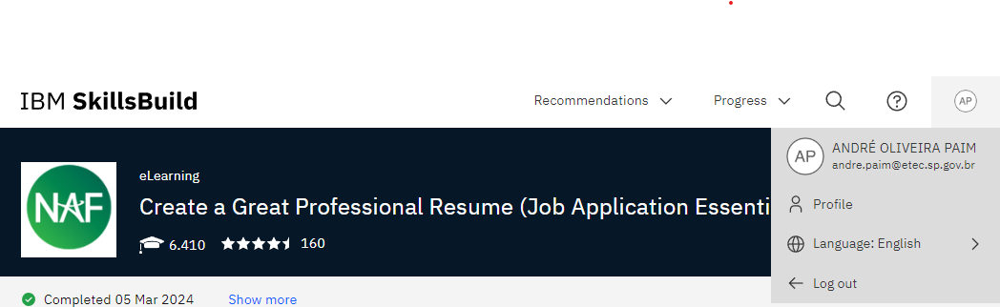 IBM SkillsBuild
Recommendations
Progress
AP
AP
ANDRÉ OLIVEIRA PAIM
andre.paim@etec.sp.gov.br
Profile
Language: English
Log out
NAF
eLearning
Create a Great Professional Resume (Job Application Essenti
6.410
160
Completed 05 Mar 2024
Show more